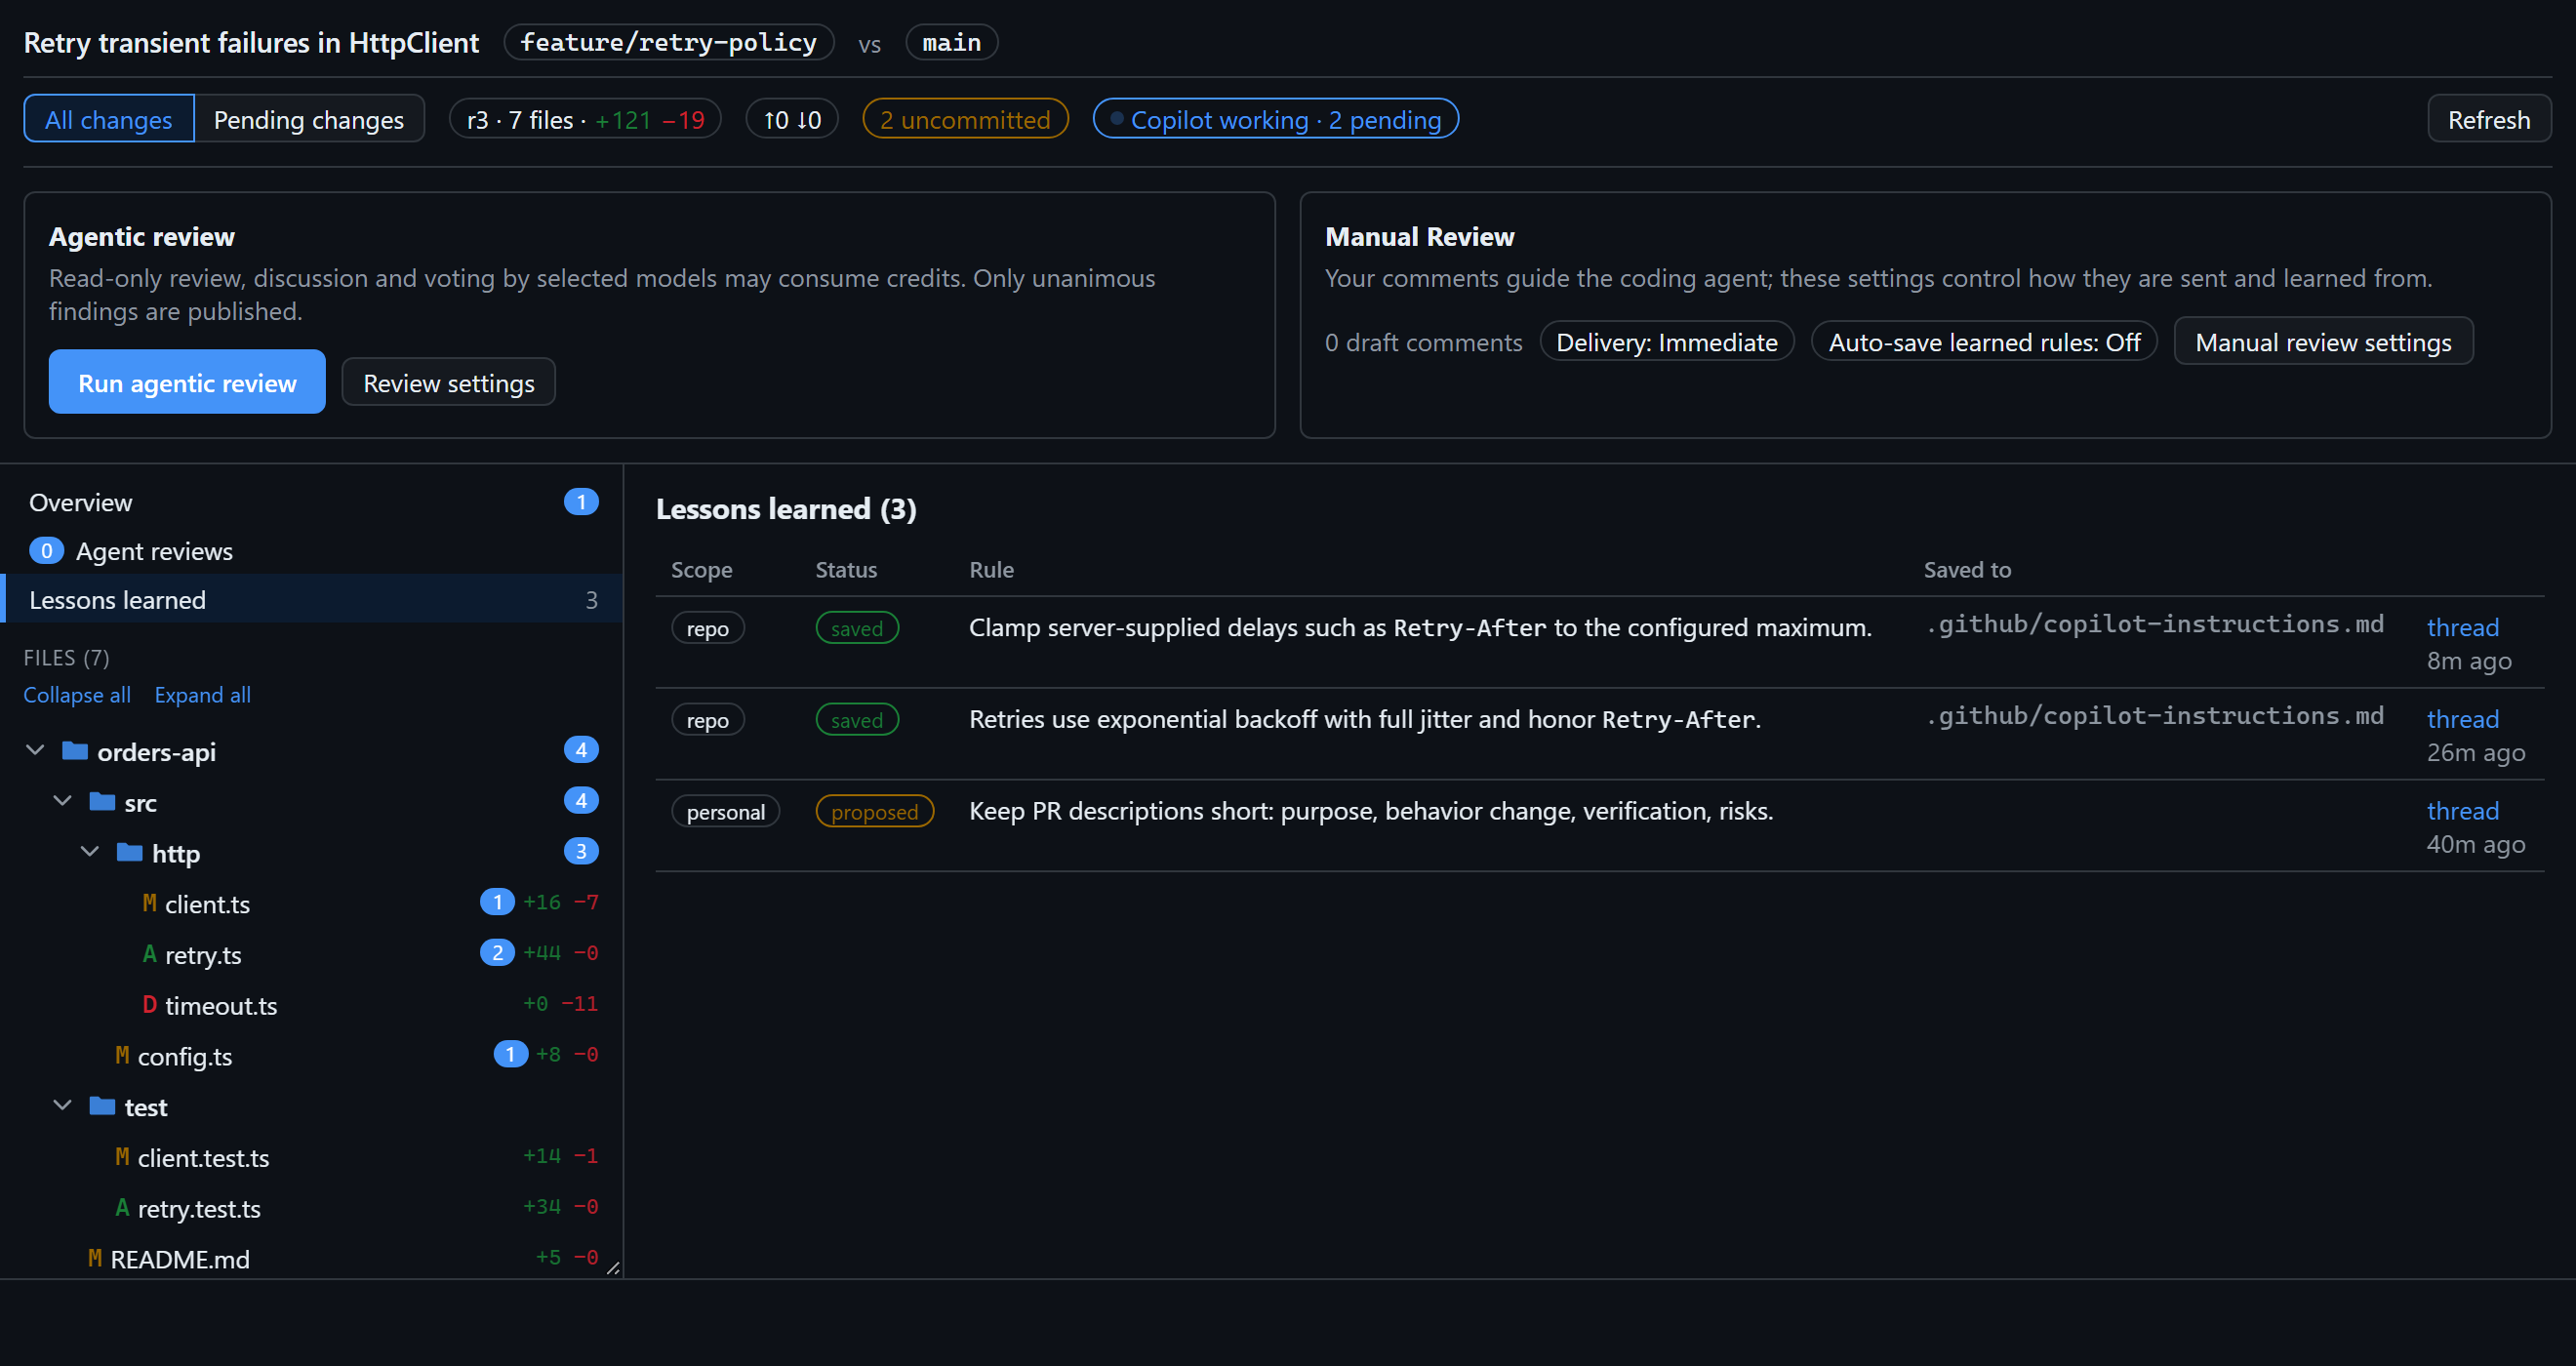 Retry transient failures in HttpClient feature/retry-policy vs main
All changes Pending changes r3 · 7 files · +121 −19 ↑0 ↓0 2 uncommitted Copilot working · 2 pending Refresh
Agentic review
Read-only review, discussion and voting by selected models may consume credits. Only unanimous
findings are published.
Run agentic review Review settings
Manual Review
Your comments guide the coding agent; these settings control how they are sent and learned from.
0 draft comments Delivery: Immediate Auto-save learned rules: Off Manual review settings
Overview 1
0 Agent reviews
Lessons learned 3
FILES (7)
Collapse all Expand all
orders-api 4
src 4
http 3
M client.ts 1 +16 −7
A retry.ts 2 +44 −0
D timeout.ts +0 −11
M config.ts 1 +8 −0
test
M client.test.ts +14 −1
A retry.test.ts +34 −0
M README.md +5 −0
Lessons learned (3)
Scope Status Rule Saved to
repo saved Clamp server-supplied delays such as Retry-After to the configured maximum. .github/copilot-instructions.md thread
8m ago
repo saved Retries use exponential backoff with full jitter and honor Retry-After. .github/copilot-instructions.md thread
26m ago
personal proposed Keep PR descriptions short: purpose, behavior change, verification, risks. thread
40m ago